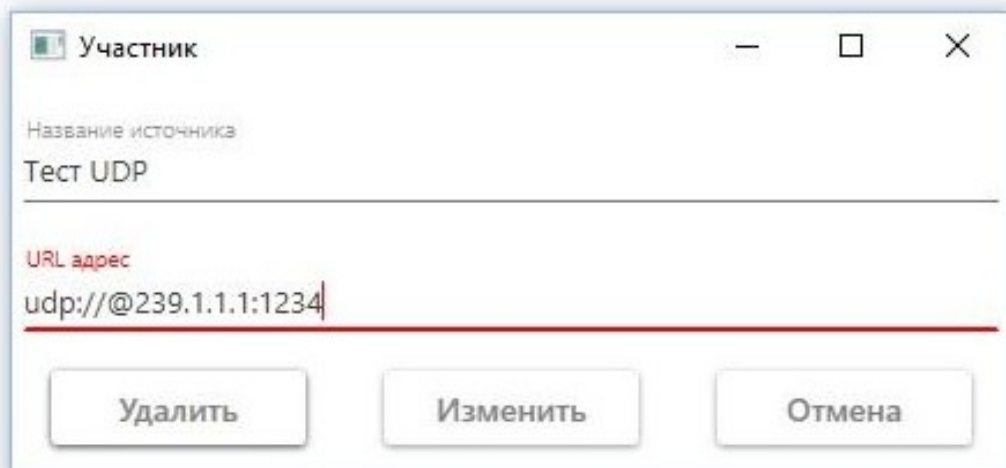 Участник
Название источника
Тест UDP
URL адрес
udp://@239.1.1.1:1234
Удалить Изменить Отмена